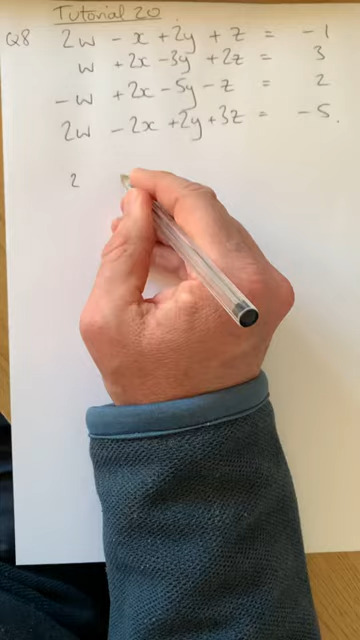 Tutorial 20.
Q8 2w - x + 2y + z = -1
w + 2x - 3y + 2z = 3
-w + 2x - 5y - z = 2
2w - 2x + 2y + 3z = -5.
2